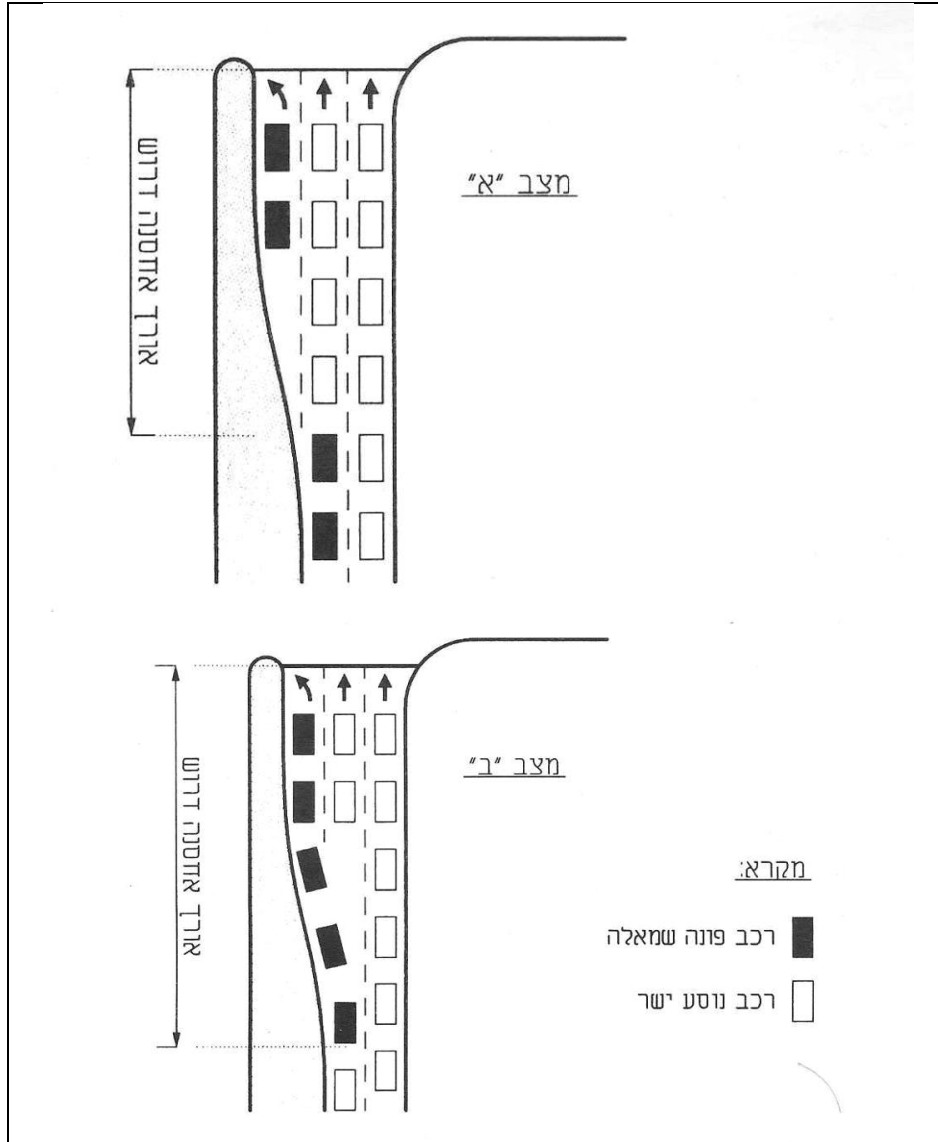 מצב "א"
אורך אחסנה דרוש
מצב "ב"
אורך אחסנה דרוש
מקרא:
רכב פונה שמאלה
רכב נוסע ישר